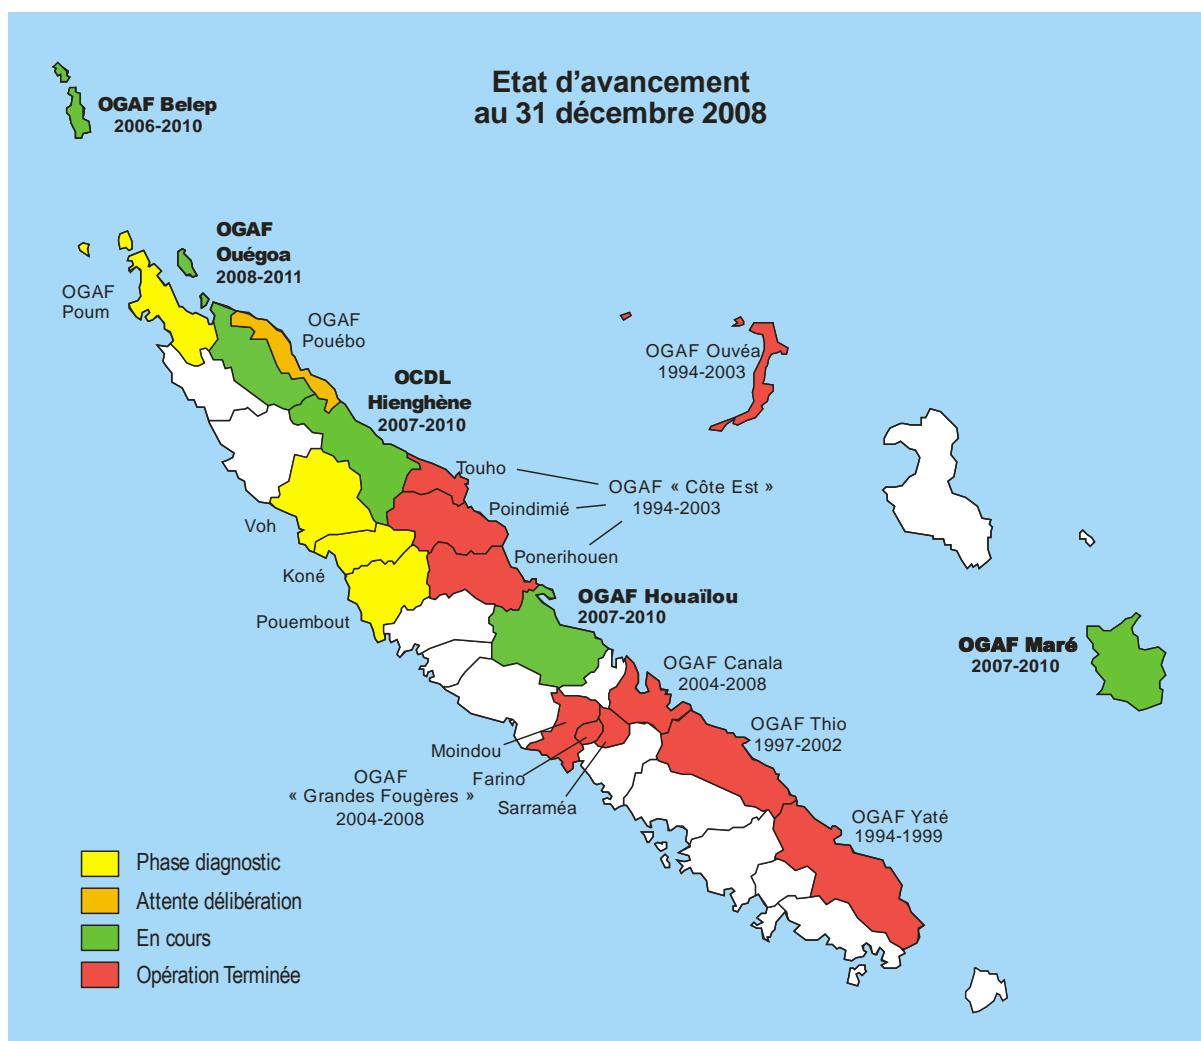 Etat d'avancement
au 31 décembre 2008
OGAF Belep
2006-2010
OGAF
Ouégoa
2008-2011
OGAF
Poum
OGAF
Pouébo
OGAF Ouvéa
1994-2003
OCDL
Hienghène
2007-2010
Touho
OGAF « Côte Est »
1994-2003
Poindimié
Voh
Ponerihouen
Koné
OGAF Houaïlou
2007-2010
Pouembout
OGAF Maré
2007-2010
OGAF Canala
2004-2008
OGAF Thio
1997-2002
Moindou
Farino
Sarraméa
OGAF
« Grandes Fougères »
2004-2008
OGAF Yaté
1994-1999
Phase diagnostic
Attente délibération
En cours
Opération Terminée